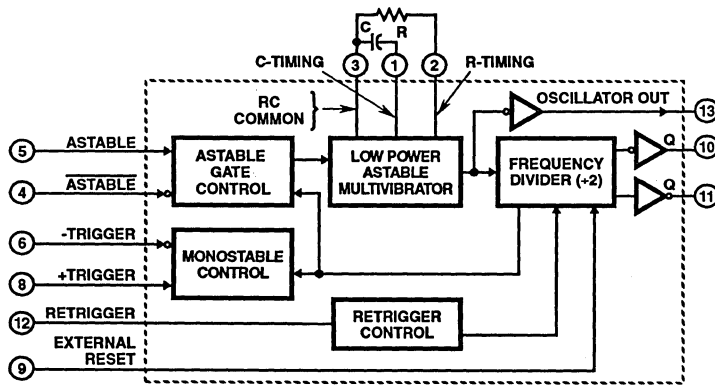 C
R
3
1
2
C-TIMING
R-TIMING
RC
COMMON
OSCILLATOR OUT
13
5
ASTABLE
ASTABLE
GATE
CONTROL
LOW POWER
ASTABLE
MULTIVIBRATOR
FREQUENCY
DIVIDER (÷2)
Q
10
4
ASTABLE
Q
11
6
-TRIGGER
MONOSTABLE
CONTROL
8
+TRIGGER
12
RETRIGGER
RETRIGGER
CONTROL
EXTERNAL
RESET
9